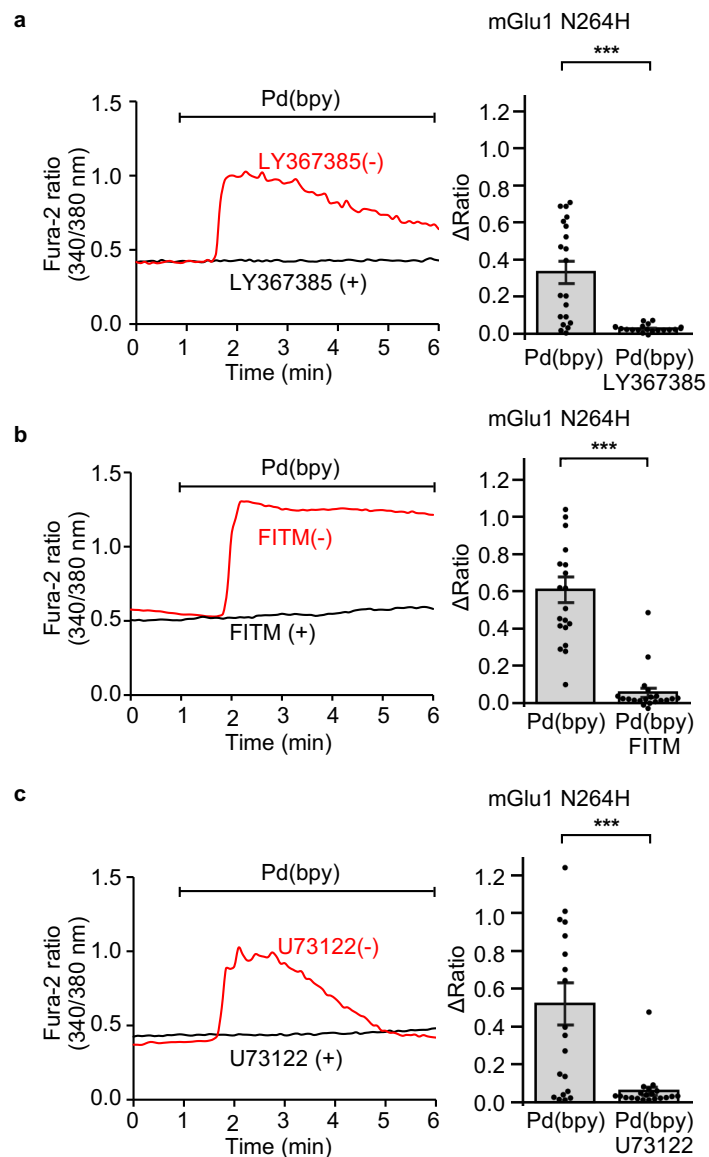 a
mGlu1 N264H
***
Pd(bpy)
LY367385(-)
LY367385 (+)
Fura-2 ratio
(340/380 nm)
1.5
1.0
0.5
0.0
0 1 2 3 4 5 6
Time (min)
ΔRatio
1.2
1.0
0.8
0.6
0.4
0.2
0.0
Pd(bpy) Pd(bpy)
LY367385
b
mGlu1 N264H
***
Pd(bpy)
FITM(-)
FITM (+)
Fura-2 ratio
(340/380 nm)
1.5
1.0
0.5
0.0
0 1 2 3 4 5 6
Time (min)
ΔRatio
1.2
1.0
0.8
0.6
0.4
0.2
0.0
Pd(bpy) Pd(bpy)
FITM
c
mGlu1 N264H
***
Pd(bpy)
U73122(-)
U73122 (+)
Fura-2 ratio
(340/380 nm)
1.5
1.0
0.5
0.0
0 1 2 3 4 5 6
Time (min)
ΔRatio
1.2
1.0
0.8
0.6
0.4
0.2
0.0
Pd(bpy) Pd(bpy)
U73122